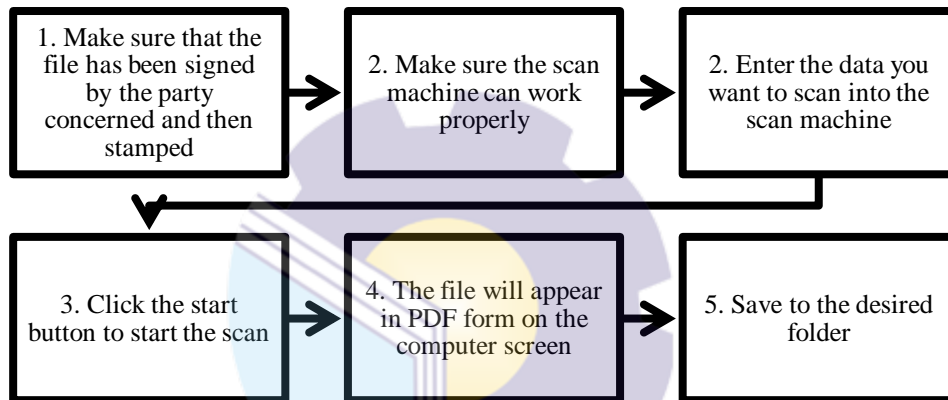 1. Make sure that the
file has been signed
by the party
concerned and then
stamped
2. Make sure the scan
machine can work
properly
2. Enter the data you
want to scan into the
scan machine
3. Click the start
button to start the scan
4. The file will appear
in PDF form on the
computer screen
5. Save to the desired
folder